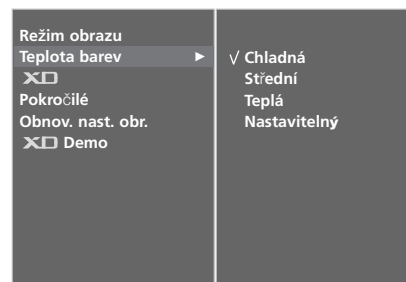 Režim obrazu
Teplota barev ►
XD
Pokročilé
Obnov. nast. obr.
XD Demo
√ Chladná
Střední
Teplá
Nastavitelný